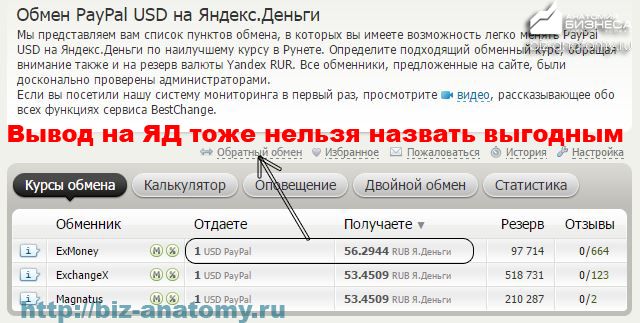 Обмен PayPal USD на Яндекс.Деньги
АНАТОМИЯ
БИЗНЕСА
biz-anatomy.ru
Мы представляем вам список пунктов обмена, в которых вы имеете возможность легко менять PayPal
USD на Яндекс.Деньги по наилучшему курсу в Рунете. Определите подходящий обменный курс, обращая
внимание также и на резерв валюты Yandex RUR. Все обменники, предложенные на сайте, были
досконально проверены администраторами.
Если вы посетили нашу систему мониторинга в первый раз, просмотрите видео, рассказывающее обо
всех функциях сервиса BestChange.
Вывод на ЯД тоже нельзя назвать выгодным
Обратный обмен Избранное Пожаловаться История Настройка
Курсы обмена Калькулятор Оповещение Двойной обмен Статистика
Обменник Отдаете Получаете ▼ Резерв Отзывы
ExMoney М 1 USD PayPal 56.2944 RUB Я.Деньги 97 714 0/664
ExchangeX М 1 USD PayPal 53.4509 RUB Я.Деньги 518 731 0/123
Magnatus М 1 USD PayPal 53.4509 RUB Я.Деньги 210 287 0/2
http://biz-anatomy.ru